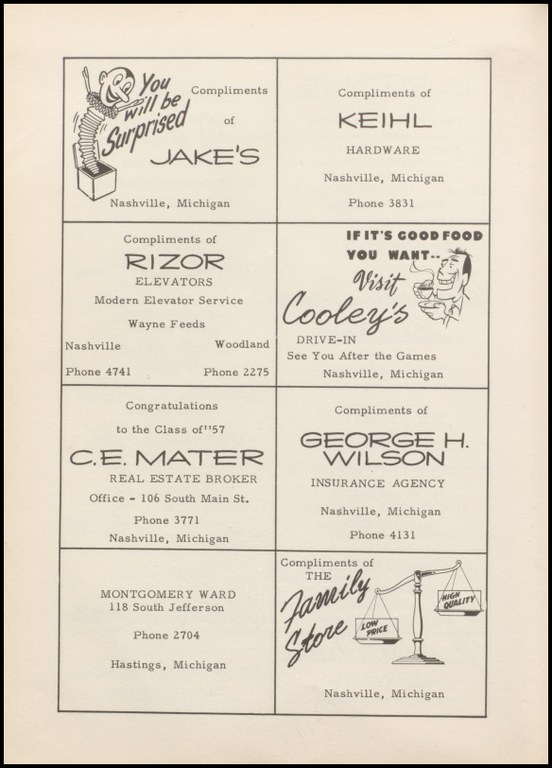 You
will be
Surprised
Compliments
of
JAKE'S
Nashville, Michigan
Compliments of
KEIHL
HARDWARE
Nashville, Michigan
Phone 3831
Compliments of
RIZOR
ELEVATORS
Modern Elevator Service
Wayne Feeds
Nashville Woodland
Phone 4741 Phone 2275
IF IT'S GOOD FOOD
YOU WANT--
Visit
Cooley's
DRIVE-IN
See You After the Games
Nashville, Michigan
Congratulations
to the Class of "57
C.E. MATER
REAL ESTATE BROKER
Office - 106 South Main St.
Phone 3771
Nashville, Michigan
Compliments of
GEORGE H.
WILSON
INSURANCE AGENCY
Nashville, Michigan
Phone 4131
MONTGOMERY WARD
118 South Jefferson
Phone 2704
Hastings, Michigan
Compliments of
THE
Family
Store
LOW
PRICE
HIGH
QUALITY
Nashville, Michigan